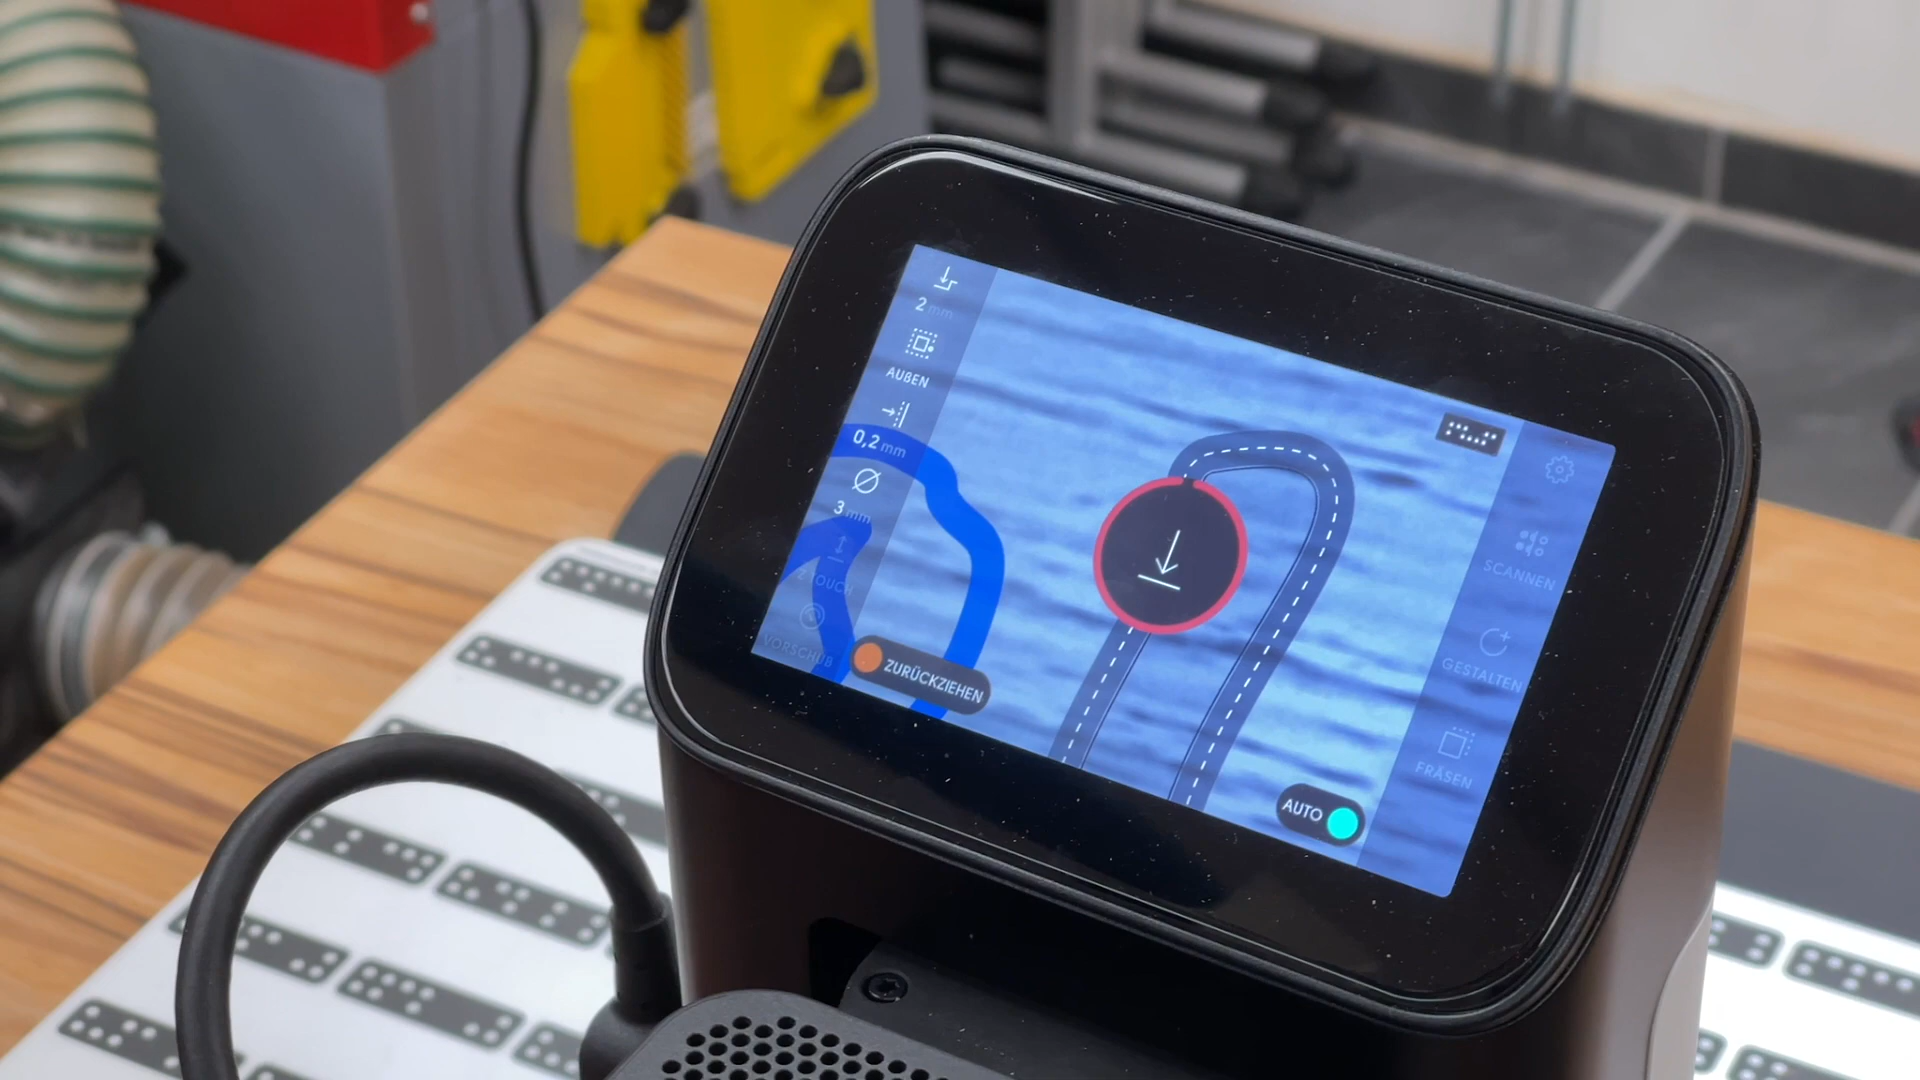 2 mm
AUßEN
0,2 mm
3 mm
Z TOUCH
VORSCHUB
ZURÜCKZIEHEN
AUTO
SCANNEN
GESTALTEN
FRÄSEN